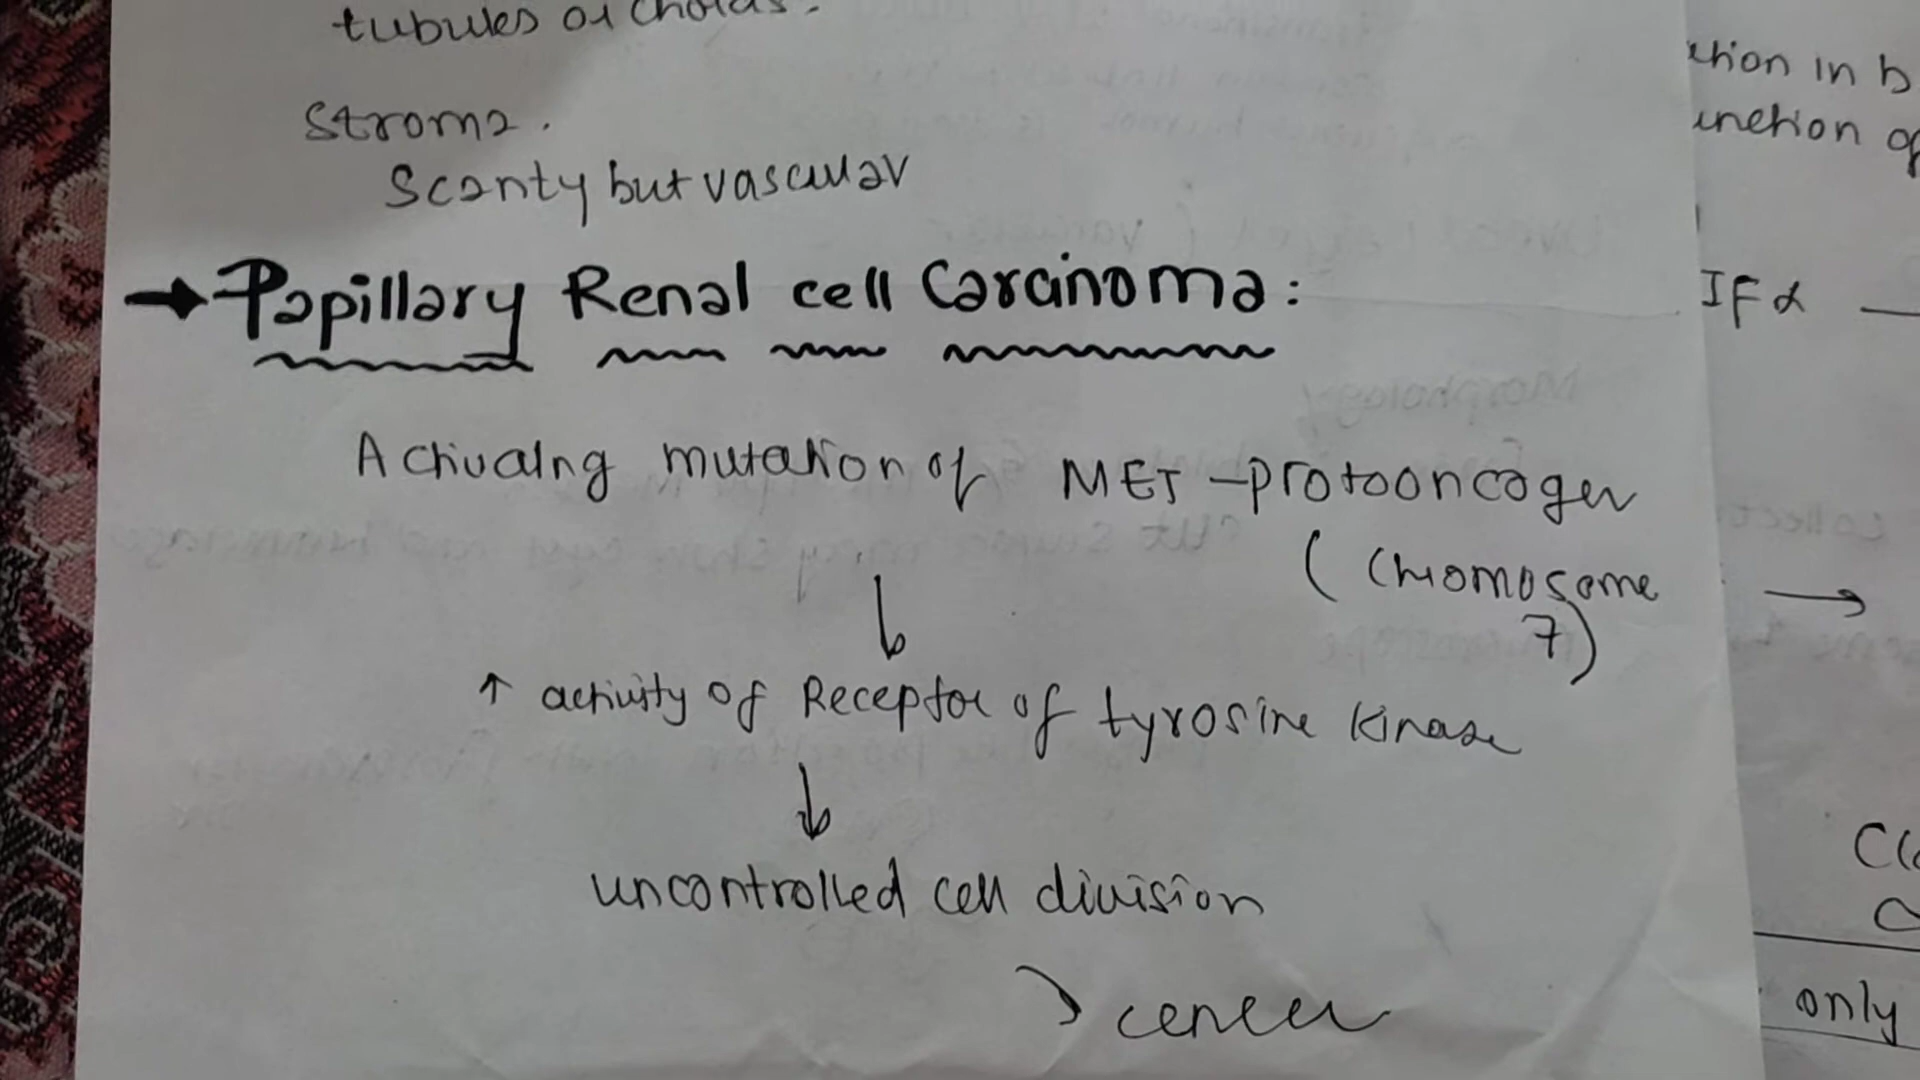 tubules or chords.
Stroma.
Scanty but vascular
→ Papillary Renal cell Carcinoma:
Activating mutation of MET - protooncogen
( Chromosome
7)
↓
↑ activity of Receptor of tyrosine kinase
↓
uncontrolled cell division
cancer
ction in b
unction of
IF α
→
only